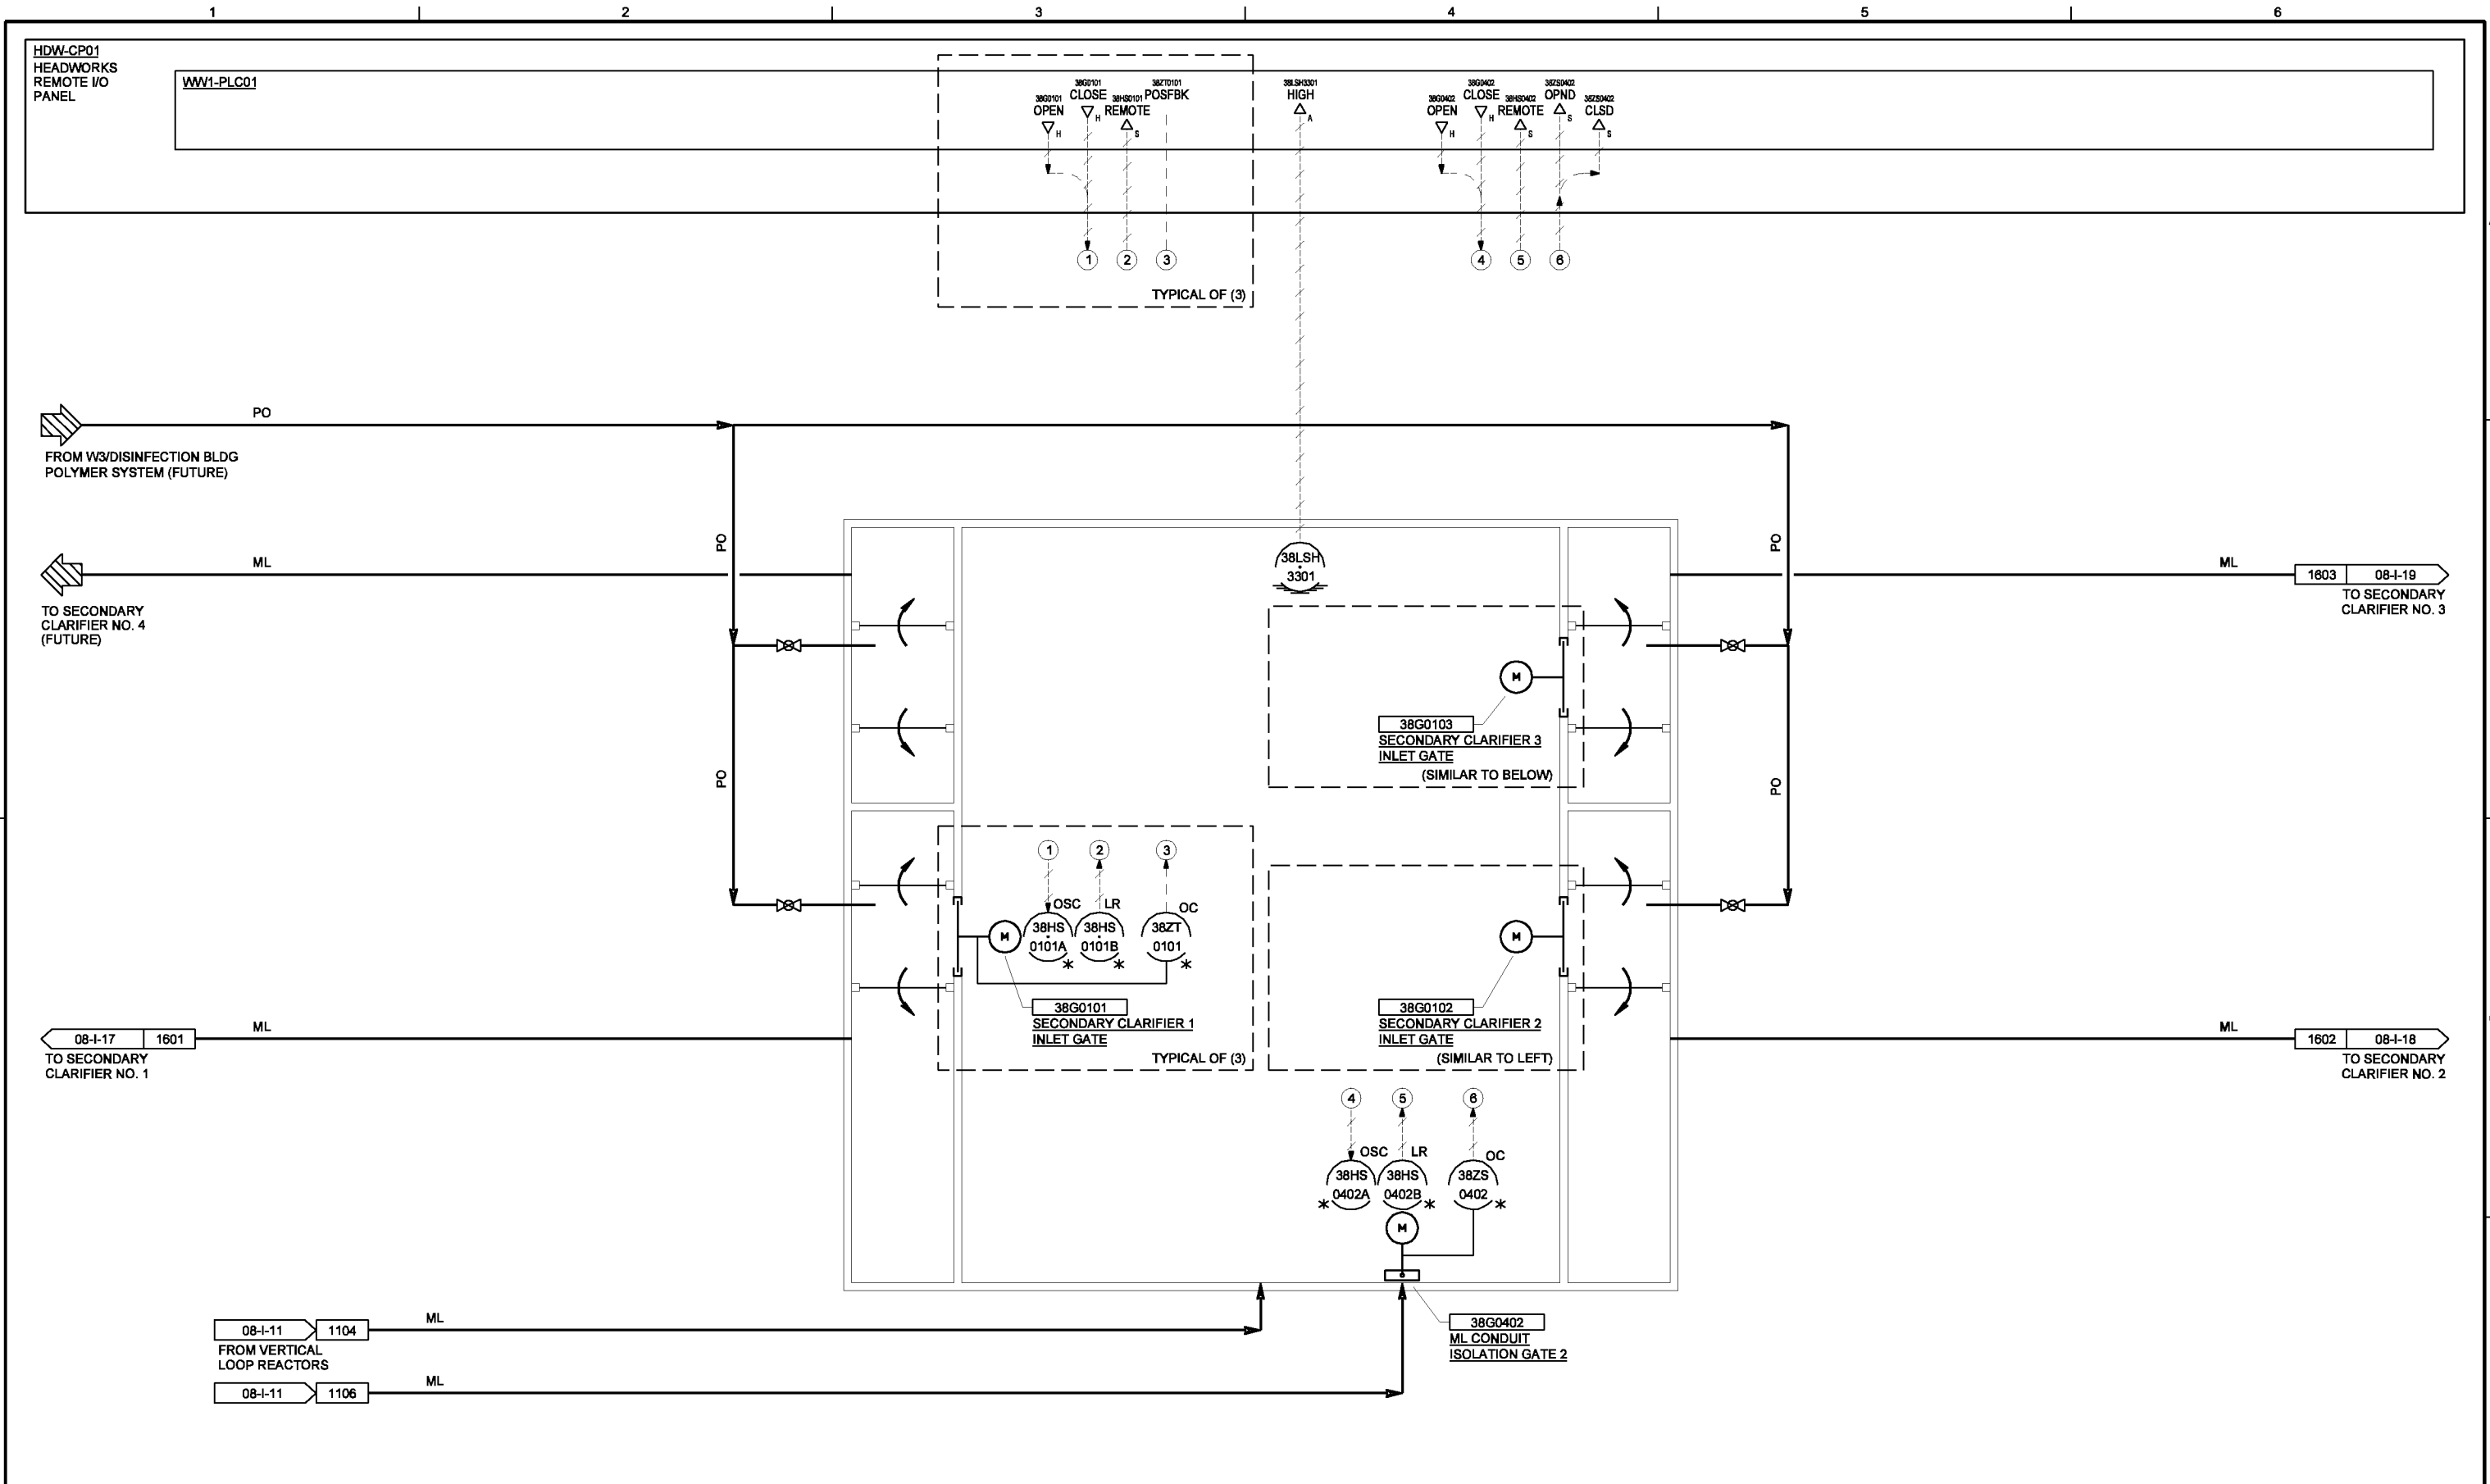 1 2 3 4 5 6
HDW-CP01
HEADWORKS
REMOTE I/O
PANEL
WW1-PLC01
38G0101
OPEN
H
38G0101
CLOSE
H
38HS0101
REMOTE
S
38ZT0101
POSFBK
38LSH3301
HIGH
A
38G0402
OPEN
H
38G0402
CLOSE
H
38HS0402
REMOTE
S
38ZS0402
OPND
S
38ZS0402
CLSD
S
1 2 3
4 5 6
TYPICAL OF (3)
PO
FROM W3/DISINFECTION BLDG
POLYMER SYSTEM (FUTURE)
PO
PO
ML
TO SECONDARY
CLARIFIER NO. 4
(FUTURE)
38LSH
3301
ML
1603 08-I-19
TO SECONDARY
CLARIFIER NO. 3
M
38G0103
SECONDARY CLARIFIER 3
INLET GATE
(SIMILAR TO BELOW)
PO
PO
1 2 3
OSC LR OC
M
38HS
0101A
*
38HS
0101B
*
38ZT
0101
*
38G0101
SECONDARY CLARIFIER 1
INLET GATE
TYPICAL OF (3)
M
38G0102
SECONDARY CLARIFIER 2
INLET GATE
(SIMILAR TO LEFT)
ML
08-I-17 1601
TO SECONDARY
CLARIFIER NO. 1
ML
1602 08-I-18
TO SECONDARY
CLARIFIER NO. 2
4 5 6
OSC LR OC
38HS
0402A
*
38HS
0402B
*
38ZS
0402
*
M
38G0402
ML CONDUIT
ISOLATION GATE 2
ML
08-I-11 1104
FROM VERTICAL
LOOP REACTORS
ML
08-I-11 1106